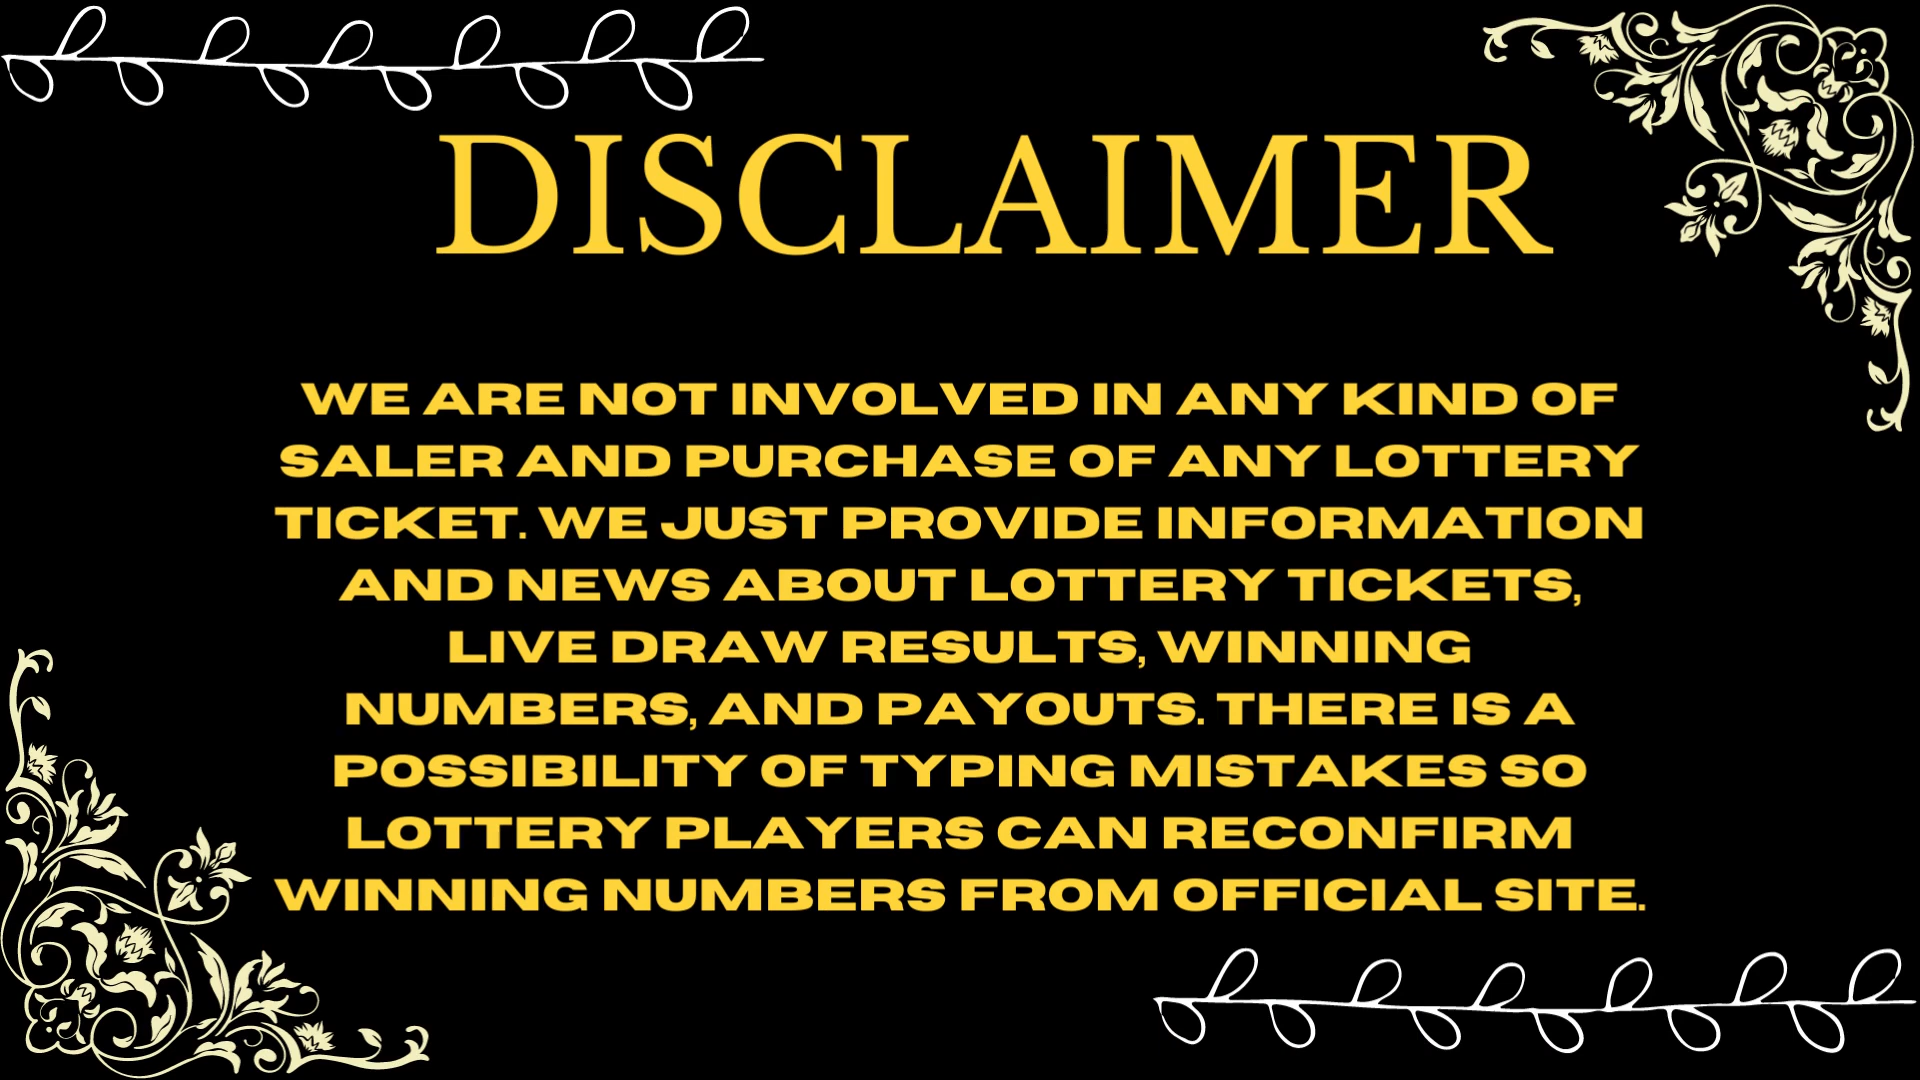 DISCLAIMER
WE ARE NOT INVOLVED IN ANY KIND OF
SALER AND PURCHASE OF ANY LOTTERY
TICKET. WE JUST PROVIDE INFORMATION
AND NEWS ABOUT LOTTERY TICKETS,
LIVE DRAW RESULTS, WINNING
NUMBERS, AND PAYOUTS. THERE IS A
POSSIBILITY OF TYPING MISTAKES SO
LOTTERY PLAYERS CAN RECONFIRM
WINNING NUMBERS FROM OFFICIAL SITE.